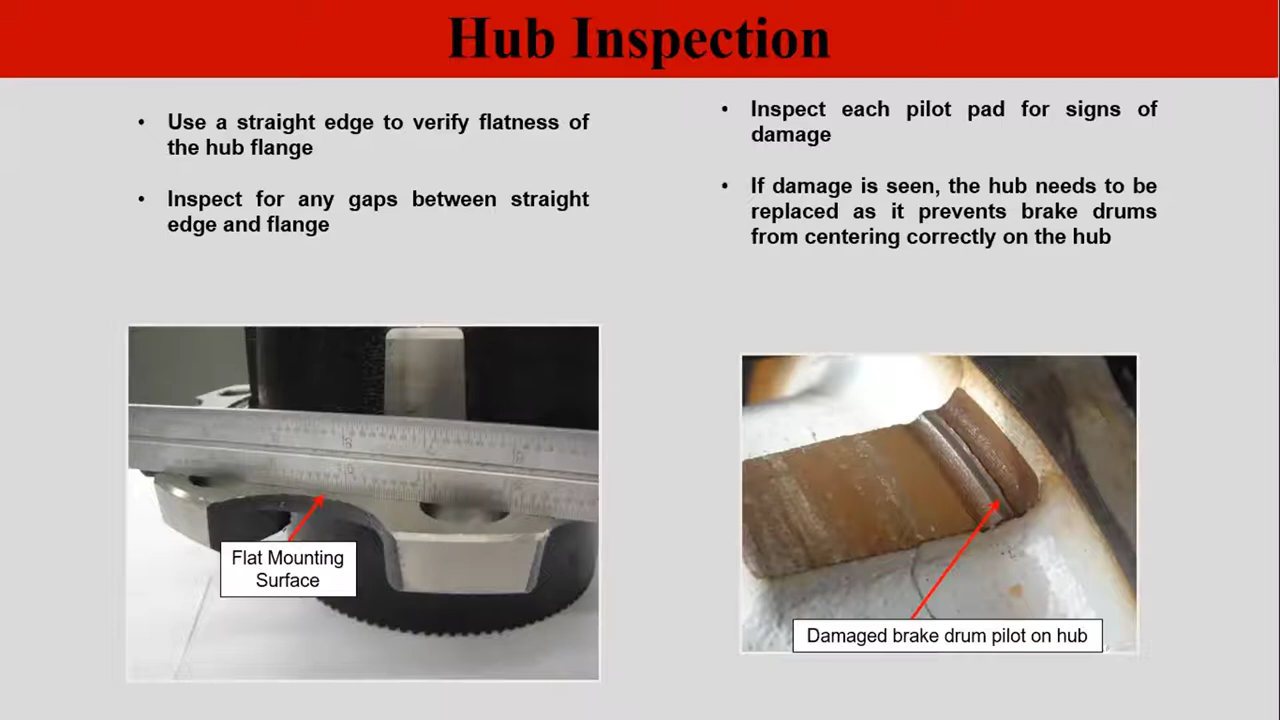 Hub Inspection
• Use a straight edge to verify flatness of
the hub flange
• Inspect for any gaps between straight
edge and flange
• Inspect each pilot pad for signs of
damage
• If damage is seen, the hub needs to be
replaced as it prevents brake drums
from centering correctly on the hub
Flat Mounting
Surface
Damaged brake drum pilot on hub